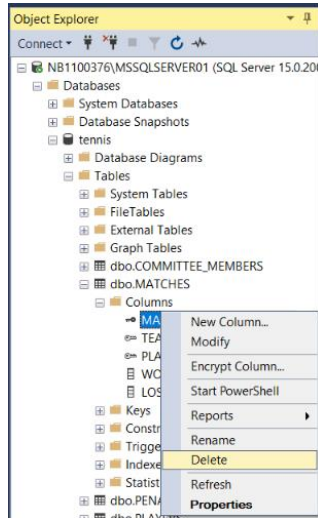 Object Explorer
Connect
NB1100376\MSSQLSERVER01 (SQL Server 15.0.200
Databases
System Databases
Database Snapshots
tennis
Database Diagrams
Tables
System Tables
FileTables
External Tables
Graph Tables
dbo.COMMITTEE_MEMBERS
dbo.MATCHES
Columns
MA
TEA
PLA
WO
LOS
Keys
Constr
Trigge
Indexe
Statist
dbo.PENA
New Column...
Modify
Encrypt Column...
Start PowerShell
Reports
Rename
Delete
Refresh
Properties